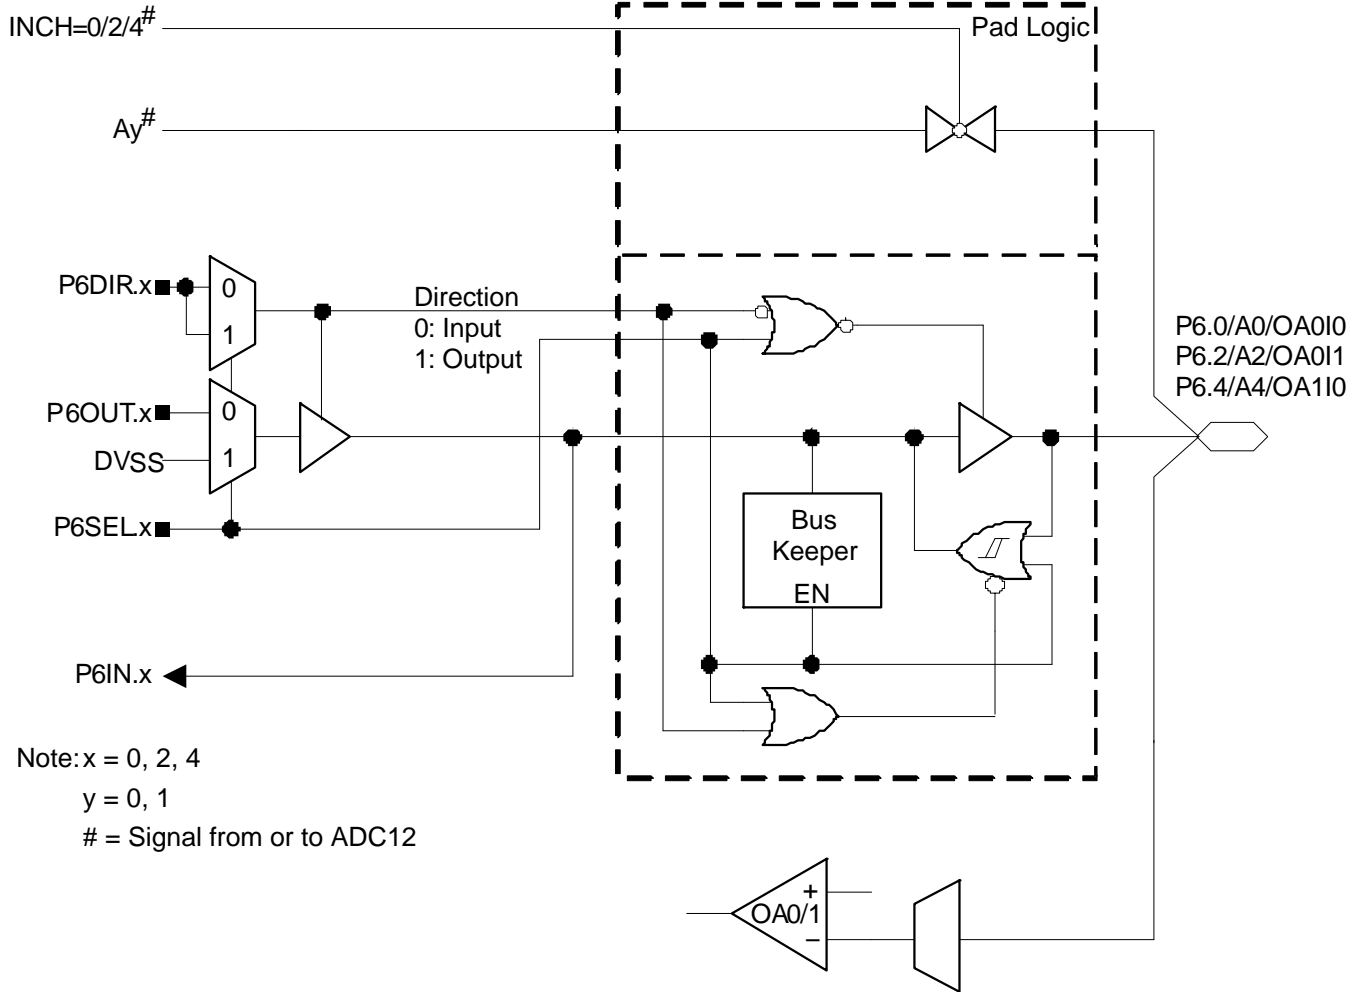 INCH=0/2/4#
Pad Logic
Ay#
P6DIR.x
0
1
Direction
0: Input
1: Output
P6.0/A0/OA0I0
P6.2/A2/OA0I1
P6.4/A4/OA1I0
P6OUT.x
0
DVSS
1
P6SEL.x
Bus
Keeper
EN
P6IN.x
Note: x = 0, 2, 4
y = 0, 1
# = Signal from or to ADC12
+
OA0/1
−